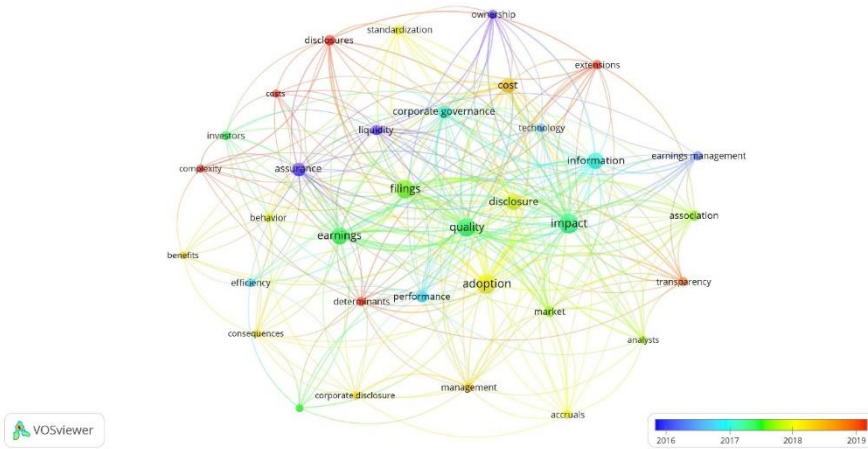 ownership
standardization
disclosures
extensions
cost
costs
corporate governance
technology
liquidity
investors
information
earnings management
complexity
assurance
filings
disclosure
behavior
association
quality
impact
earnings
benefits
efficiency
adoption
transparency
determinants
performance
market
consequences
analysts
management
corporate disclosure
accruals
VOSviewer
2016 2017 2018 2019